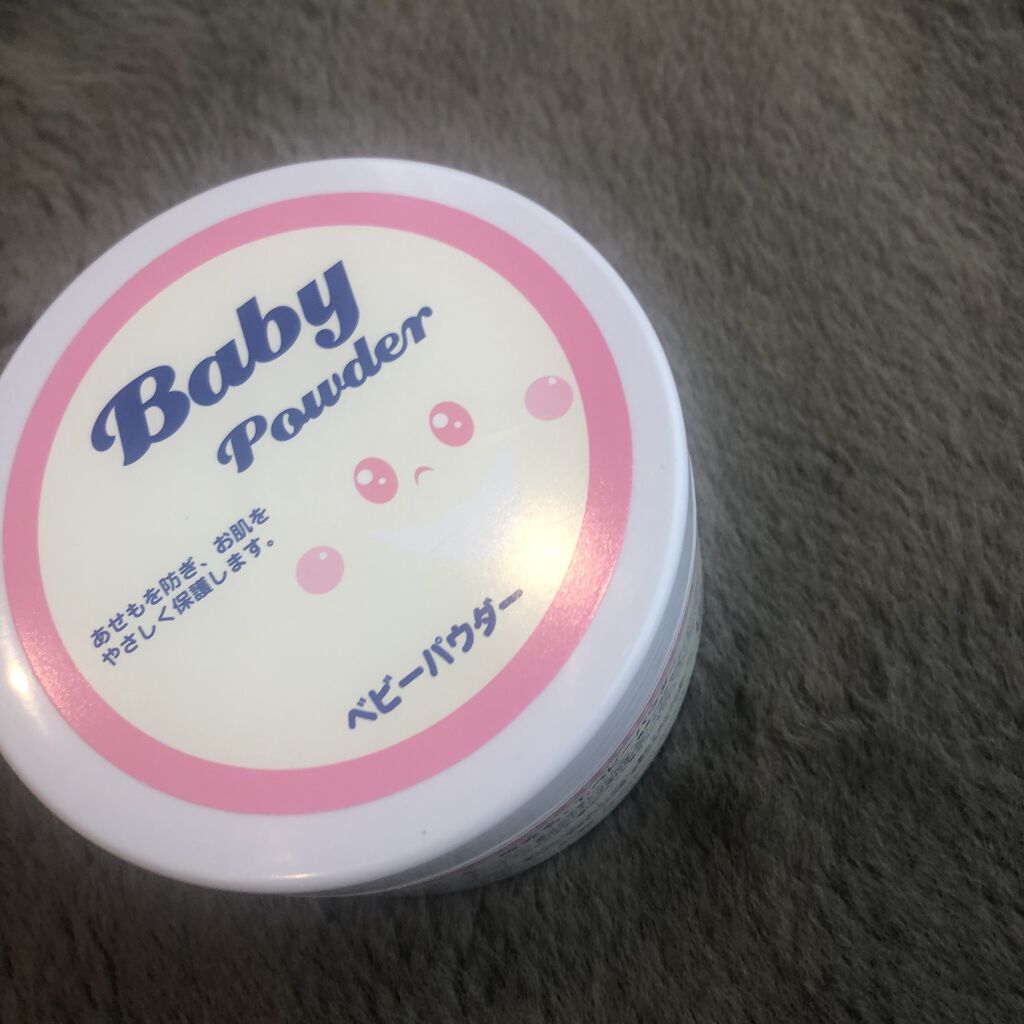 Baby
Powder
あせもを防ぎ、お肌を
やさしく保護します。
ベビーパウダー